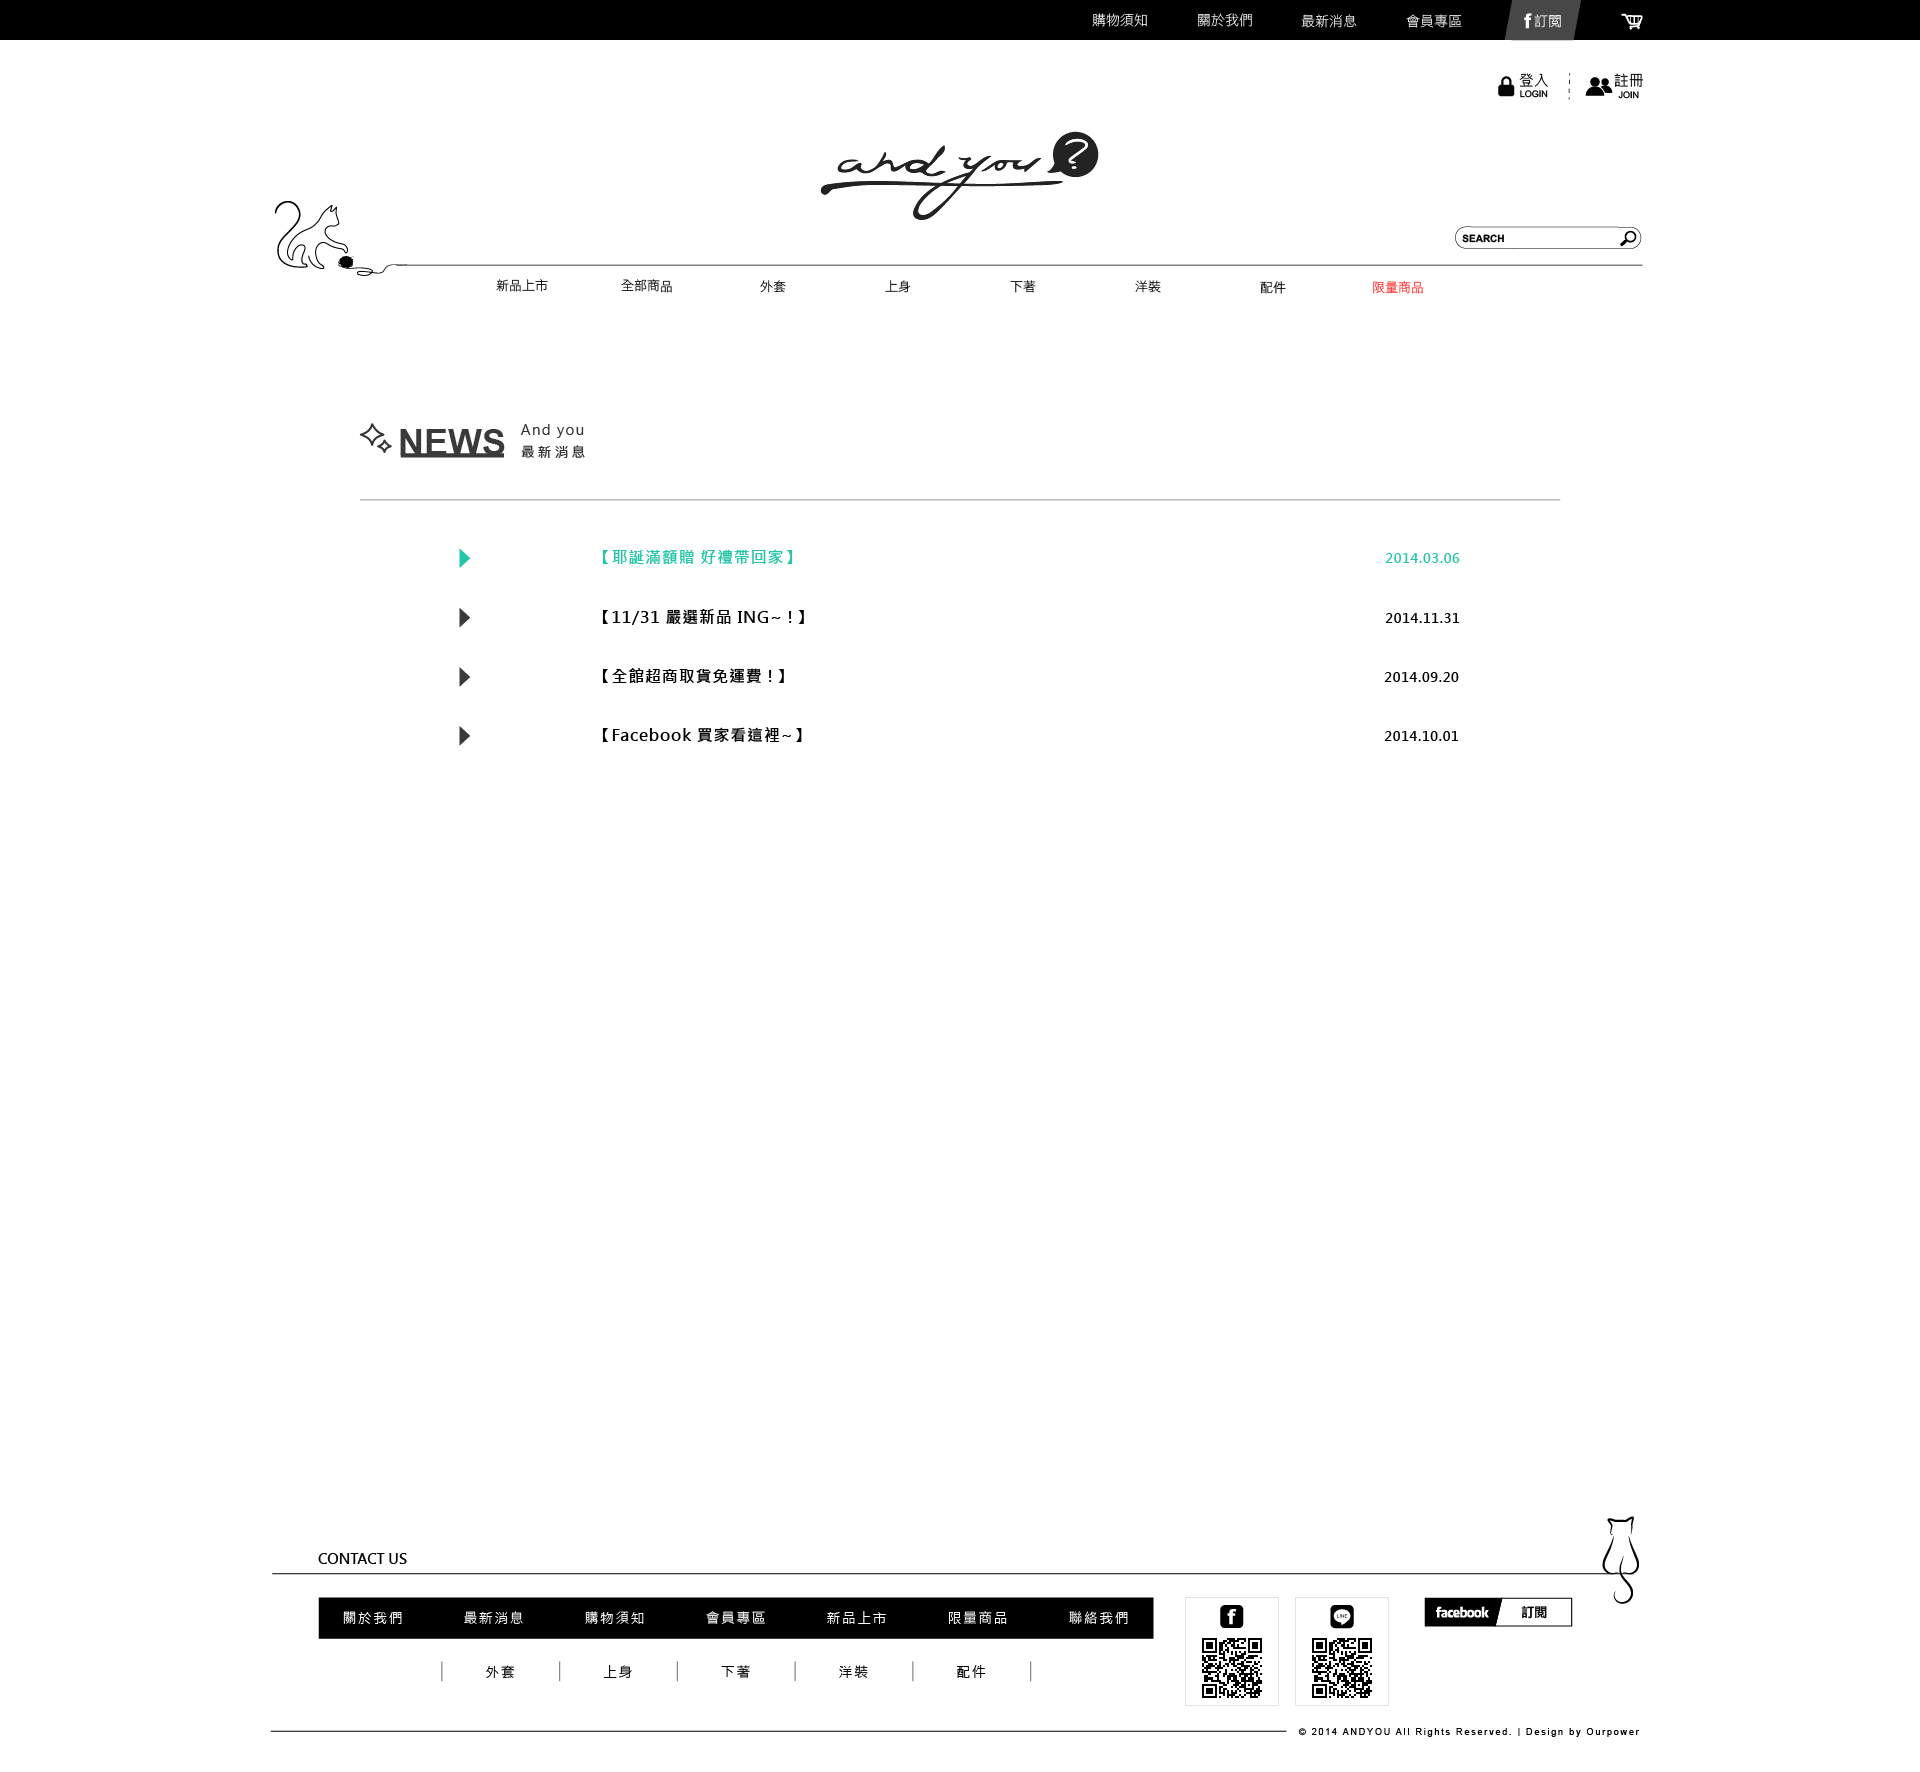 購物須知
關於我們
最新消息
會員專區
f 訂閱
登入
LOGIN
註冊
JOIN
and you?
SEARCH
新品上市
全部商品
外套
上身
下著
洋裝
配件
限量商品
NEWS
And you
最新消息
【耶誕滿額贈 好禮帶回家】
2014.03.06
【11/31 嚴選新品 ING~！】
2014.11.31
【全館超商取貨免運費！】
2014.09.20
【Facebook 買家看這裡~】
2014.10.01
CONTACT US
關於我們
最新消息
購物須知
會員專區
新品上市
限量商品
聯絡我們
f
LINE
facebook 訂閱
外套
上身
下著
洋裝
配件
© 2014 ANDYOU All Rights Reserved. | Design by Ourpower